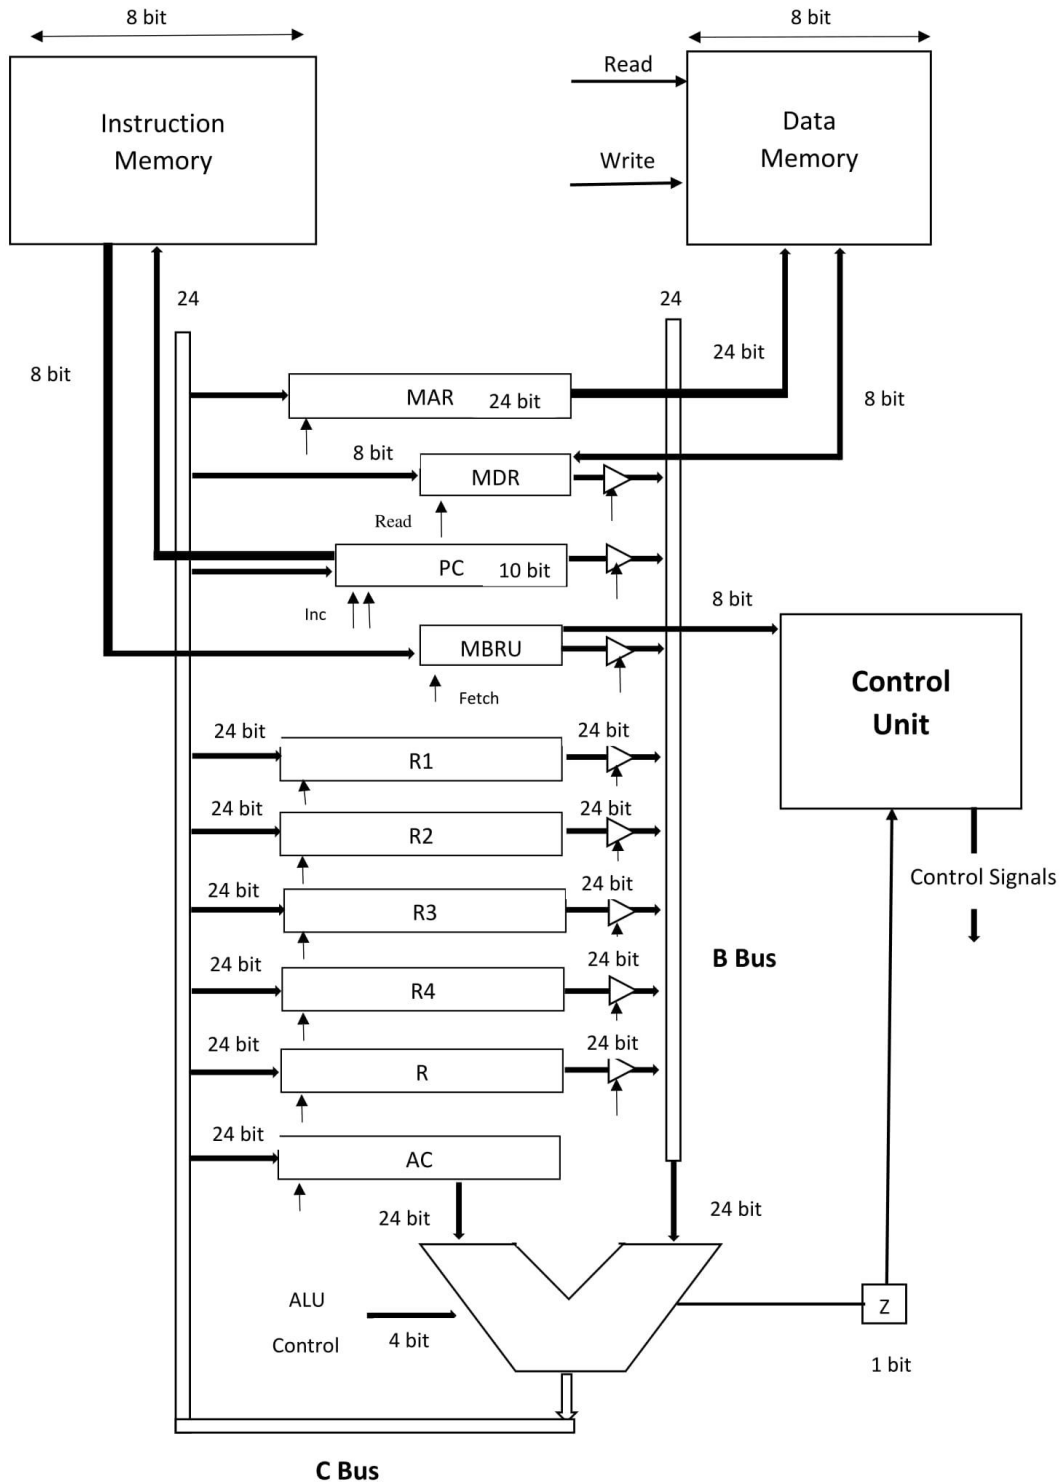 8 bit
8 bit
Instruction
Memory
Read
Write
Data
Memory
24
24
8 bit
24 bit
8 bit
MAR 24 bit
8 bit
MDR
Read
PC 10 bit
Inc
8 bit
MBRU
Fetch
Control
Unit
24 bit
R1
24 bit
24 bit
R2
24 bit
24 bit
R3
24 bit
Control Signals
24 bit
R4
24 bit
B Bus
24 bit
R
24 bit
24 bit
AC
24 bit
24 bit
ALU
Control
4 bit
Z
1 bit
C Bus